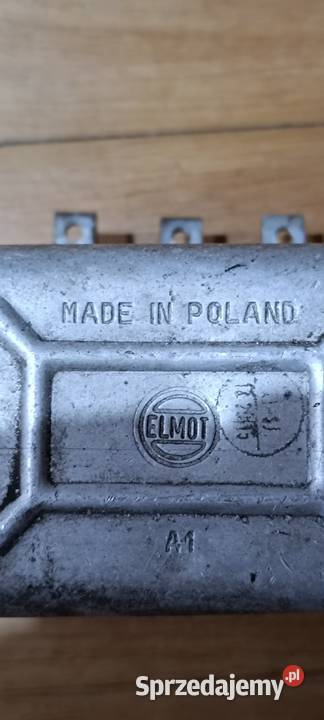 MADE IN POLAND
ELMOT
A1
Sprzedajemy.pl